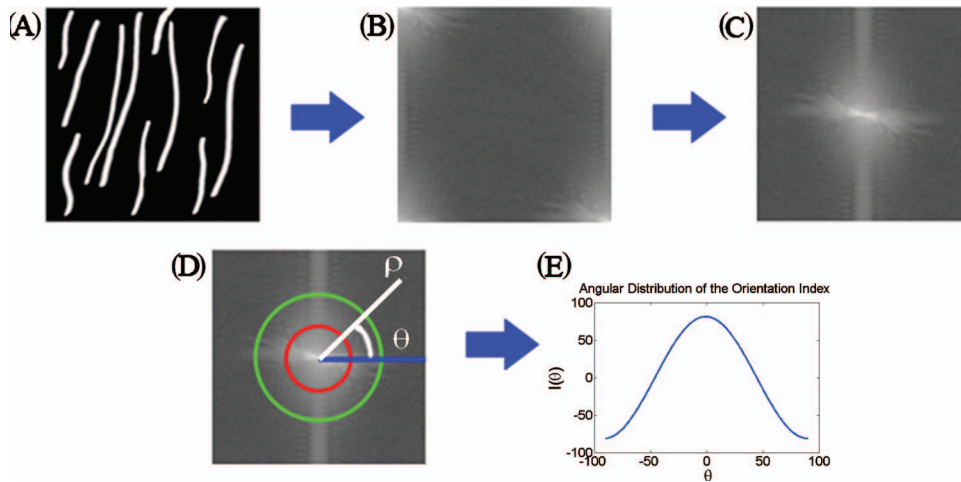 (A)
(B)
(C)
(D)
ρ
θ
(E)
Angular Distribution of the Orientation Index
100
50
0
-50
-100
I(θ)
-100
-50
0
50
100
θ